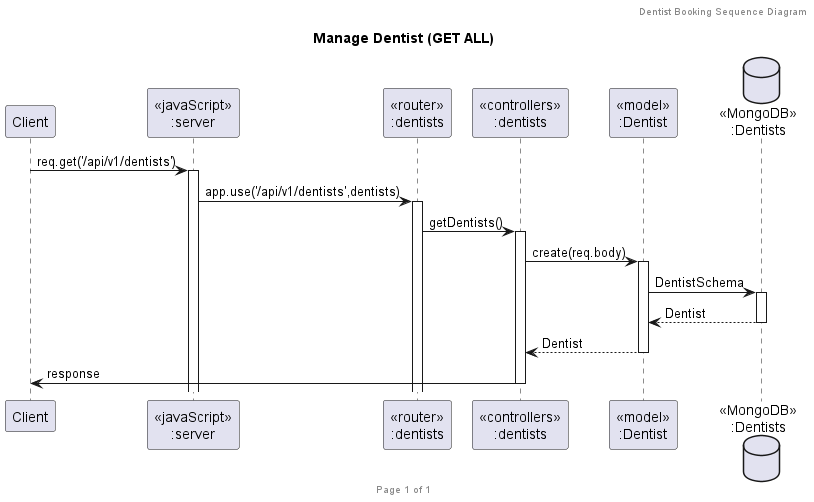 Dentist Booking Sequence Diagram
Manage Dentist (GET ALL)
Client
«javaScript»
:server
«router»
:dentists
«controllers»
:dentists
«model»
:Dentist
«MongoDB»
:Dentists
req.get('/api/v1/dentists')
app.use('/api/v1/dentists',dentists)
getDentists()
create(req.body)
DentistSchema
Dentist
Dentist
response
Client
«javaScript»
:server
«router»
:dentists
«controllers»
:dentists
«model»
:Dentist
«MongoDB»
:Dentists
Page 1 of 1